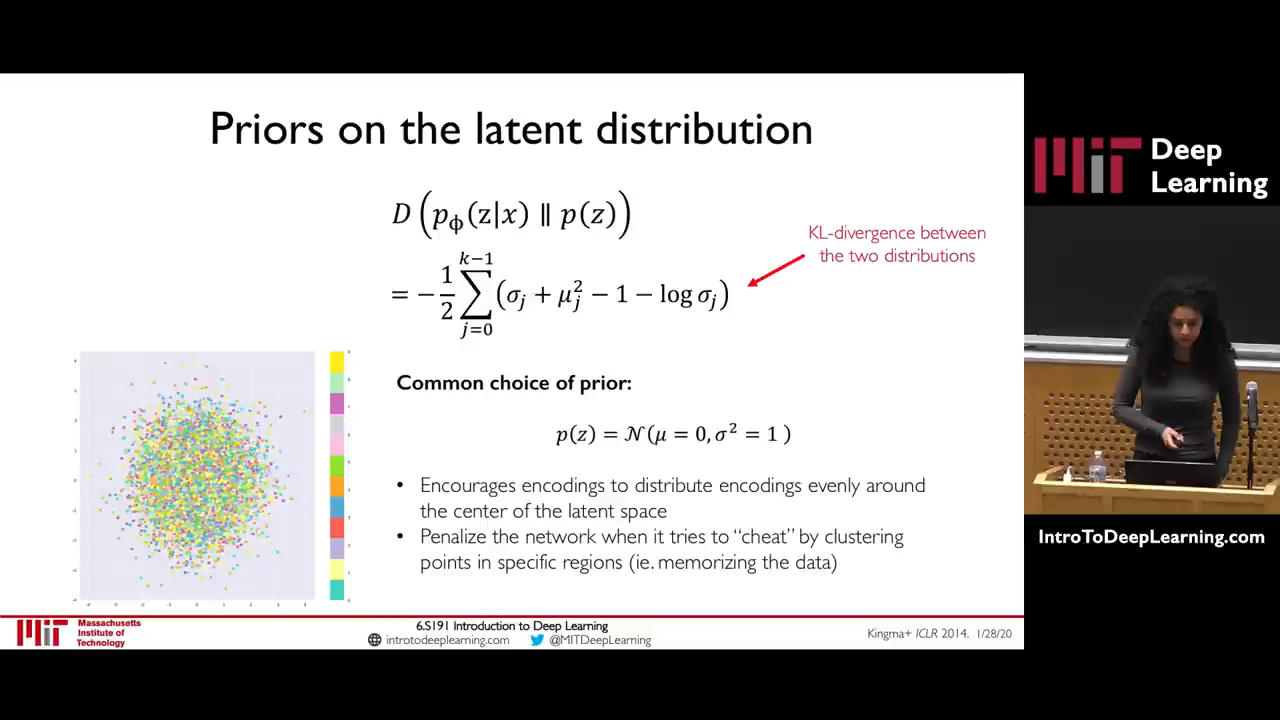 Priors on the latent distribution
D(p_ϕ(z|x) ∥ p(z))
= −1/2 ∑_{j=0}^{k−1} (σ_j + μ_j^2 − 1 − log σ_j)
KL-divergence between
the two distributions
Common choice of prior:
p(z) = 𝒩(μ = 0, σ^2 = 1 )
• Encourages encodings to distribute encodings evenly around
the center of the latent space
• Penalize the network when it tries to “cheat” by clustering
points in specific regions (ie. memorizing the data)
MIT
Massachusetts
Institute of
Technology
6.S191 Introduction to Deep Learning
introtodeeplearning.com @MITDeepLearning
Kingma+ ICLR 2014. 1/28/20
MIT
Deep
Learning
IntroToDeepLearning.com